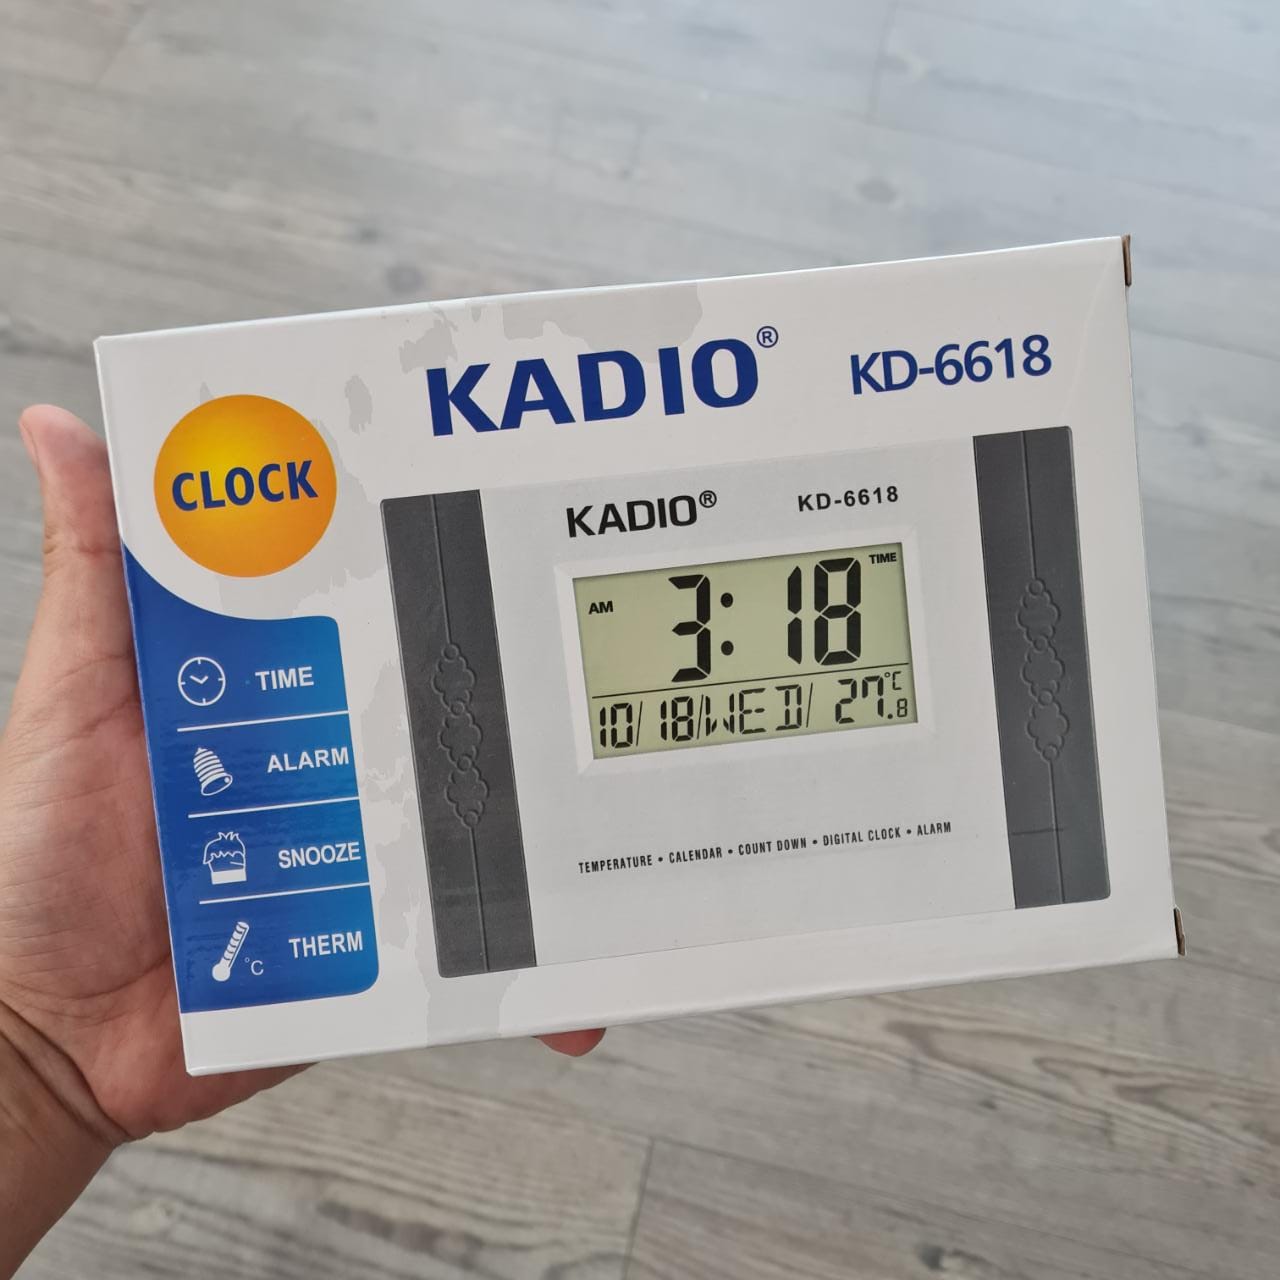 KADIO® KD-6618
CLOCK
KADIO® KD-6618
TIME
AM 3:18
10/18/WED/ 27.8°C
TIME
ALARM
SNOOZE
°C THERM
TEMPERATURE • CALENDAR • COUNT DOWN • DIGITAL CLOCK • ALARM